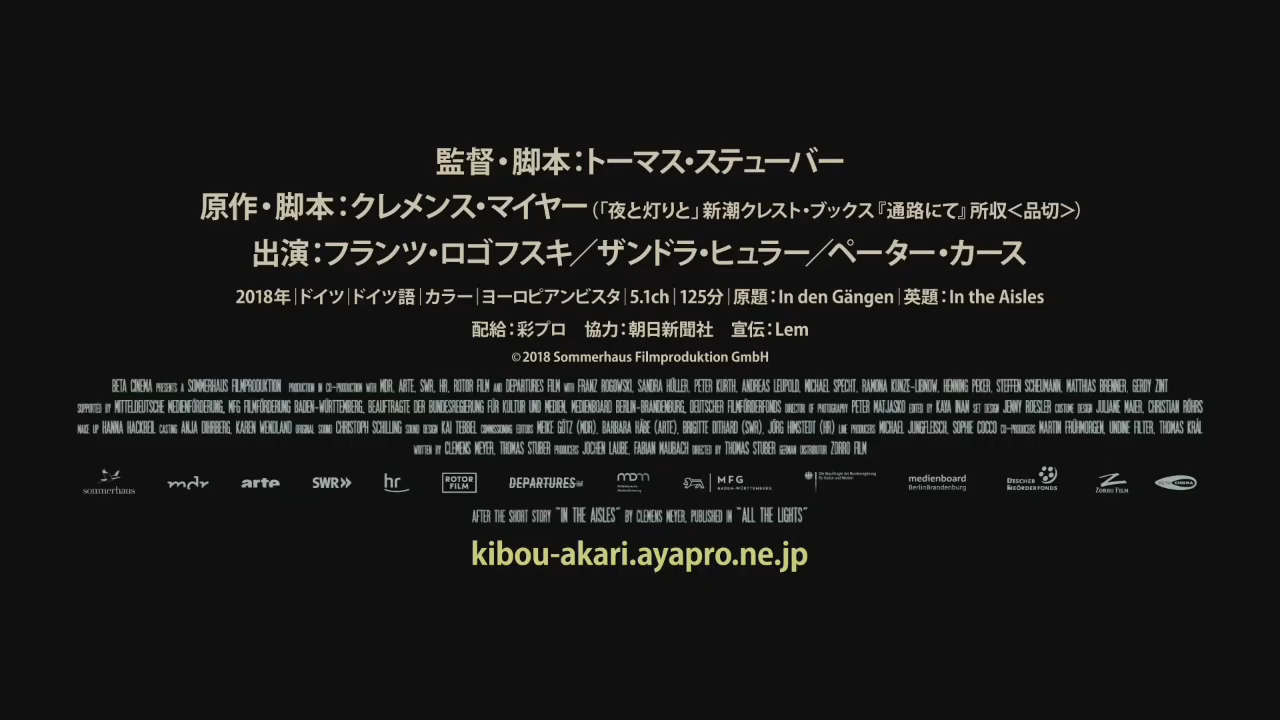 監督・脚本：トーマス・ステューバー
原作・脚本：クレメンス・マイヤー（「夜と灯りと」新潮クレスト・ブックス『通路にて』所収＜品切＞）
出演：フランツ・ロゴフスキ／ザンドラ・ヒュラー／ペーター・カース
2018年｜ドイツ｜ドイツ語｜カラー｜ヨーロピアンビスタ｜5.1ch｜125分｜原題：In den Gängen｜英題：In the Aisles
配給：彩プロ　協力：朝日新聞社　宣伝：Lem
© 2018 Sommerhaus Filmproduktion GmbH
BETA CINEMA PRESENTS A SOMMERHAUS FILMPRODUKTION PRODUCTION IN CO-PRODUCTION WITH MDR, ARTE, SWR, HR, ROTOR FILM AND DEPARTURES FILM WITH FRANZ ROGOWSKI, SANDRA HÜLLER, PETER KURTH, ANDREAS LEUPOLD, MICHAEL SPECHT, RAMONA KUNZE-LIBNOW, HENNING PEKER, STEFFEN SCHEUMANN, MATTHIAS BRENNER, GERDY ZINT
SUPPORTED BY MITTELDEUTSCHE MEDIENFÖRDERUNG, MFG FILMFÖRDERUNG BADEN-WÜRTTEMBERG, BEAUFTRAGTE DER BUNDESREGIERUNG FÜR KULTUR UND MEDIEN, MEDIENBOARD BERLIN-BRANDENBURG, DEUTSCHER FILMFÖRDERFONDS DIRECTOR OF PHOTOGRAPHY PETER MATJASKO EDITED BY KAYA INAN SET DESIGN JENNY ROESLER COSTUME DESIGN JULIANE MAIER, CHRISTIAN RÖHRS
MAKE UP HANNA HACKBEIL CASTING ANJA DIHRBERG, KAREN WENDLAND ORIGINAL SOUND CHRISTOPH SCHILLING SOUND DESIGN KAI TEBBEL COMMISSIONING EDITORS MEIKE GÖTZ (MDR), BARBARA HÄBE (ARTE), BRIGITTE DITHARD (SWR), JÖRG HIMSTEDT (HR) LINE PRODUCERS MICHAEL JUNGFLEISCH, SOPHIE COCCO CO-PRODUCERS MARTIN FRÜHMORGEN, UNDINE FILTER, THOMAS KRÁL
WRITTEN BY CLEMENS MEYER, THOMAS STUBER PRODUCERS JOCHEN LAUBE, FABIAN MAUBACH DIRECTED BY THOMAS STUBER GERMAN DISTRIBUTOR ZORRO FILM
sommerhaus mdr arte SWR hr ROTOR FILM DEPARTURES mdm MFG BADEN-WÜRTTEMBERG medienboard BerlinBrandenburg ZORRO FILM CINEMA
AFTER THE SHORT STORY "IN THE AISLES" BY CLEMENS MEYER, PUBLISHED IN "ALL THE LIGHTS"
kibou-akari.ayapro.ne.jp